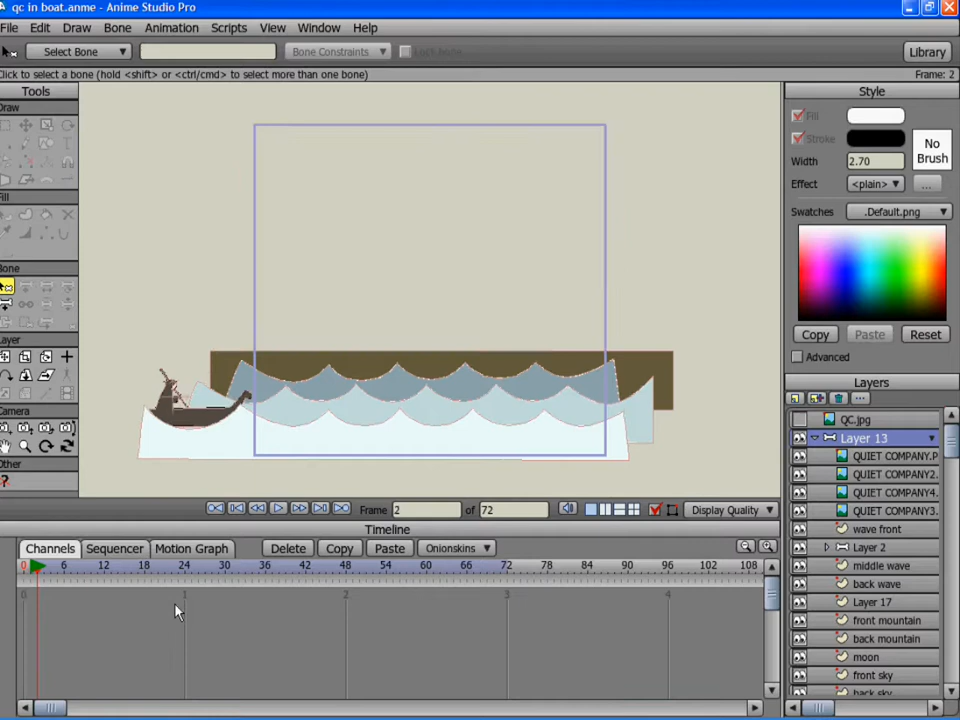 qc in boat.anme - Anime Studio Pro
File Edit Draw Bone Animation Scripts View Window Help
Select Bone Bone Constraints Lock bone Library
Click to select a bone (hold <shift> or <ctrl/cmd> to select more than one bone) Frame: 2
Tools Style
Draw
Fill
Stroke
No Brush
Width 2.70
Effect <plain> ...
Fill
Swatches .Default.png
Bone
Copy Paste Reset
Layer
Advanced
Layers
QC.jpg
Camera
Layer 13
QUIET COMPANY.P
Other
QUIET COMPANY2.
QUIET COMPANY4.
Frame 2 of 72 Display Quality
QUIET COMPANY3.
Timeline
wave front
Channels Sequencer Motion Graph Delete Copy Paste Onionskins
Layer 2
0 6 12 18 24 30 36 42 48 54 60 66 72 78 84 90 96 102 108
middle wave
back wave
0 1 2 3 4
Layer 17
front mountain
back mountain
moon
front sky
back sky